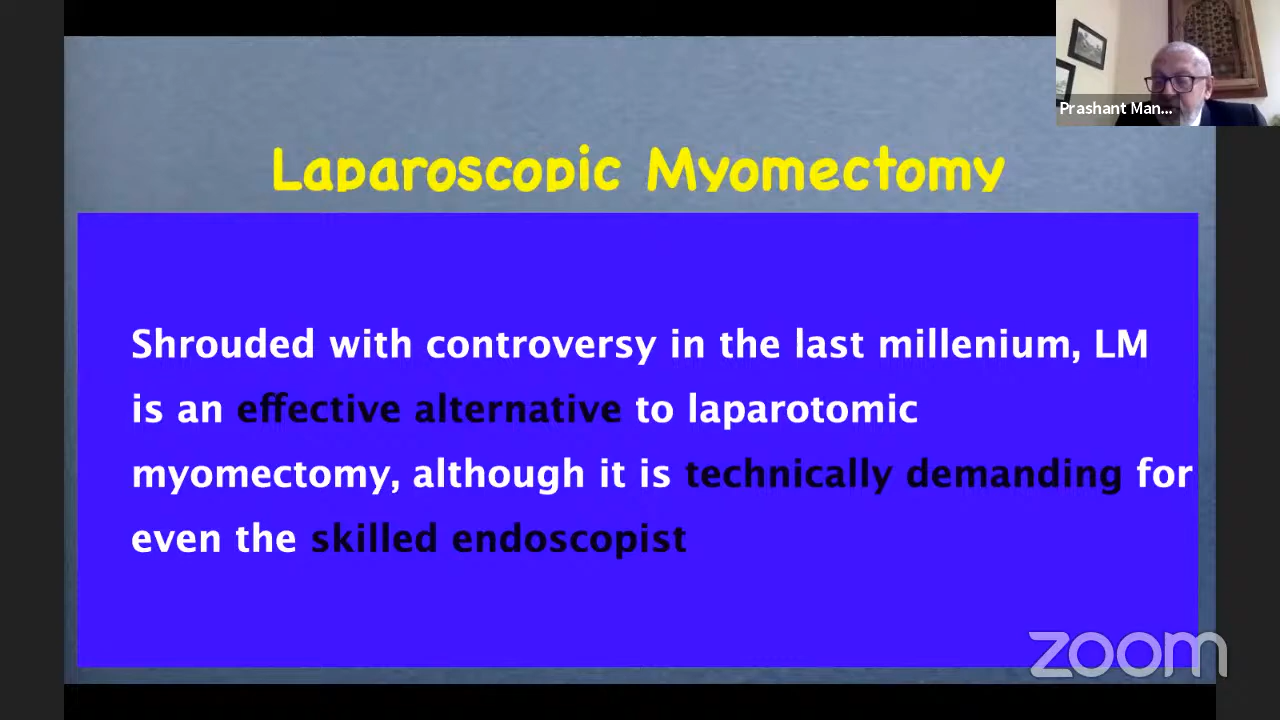 Prashant Man...
Laparoscopic Myomectomy
Shrouded with controversy in the last millenium, LM
is an effective alternative to laparotomic
myomectomy, although it is technically demanding for
even the skilled endoscopist
zoom